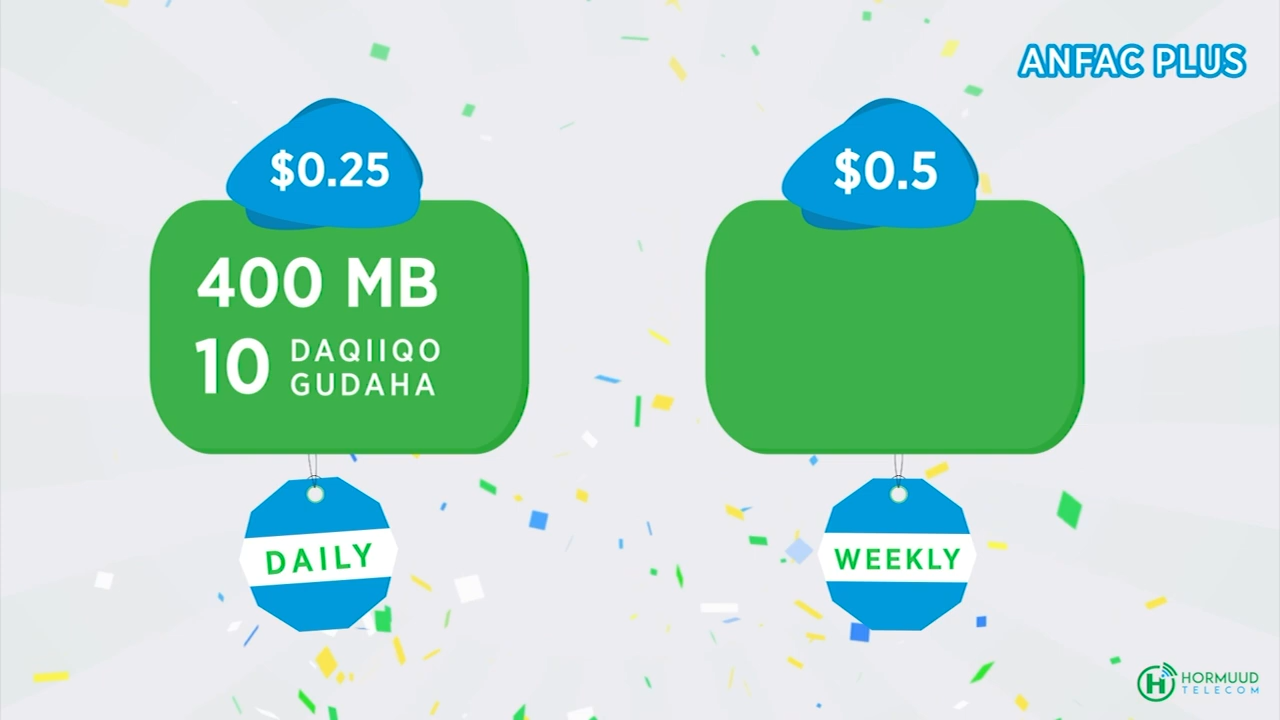 ANFAC PLUS
$0.25
400 MB
10 DAQIIQO
GUDAHA
DAILY
$0.5
WEEKLY
HORMUUD
TELECOM